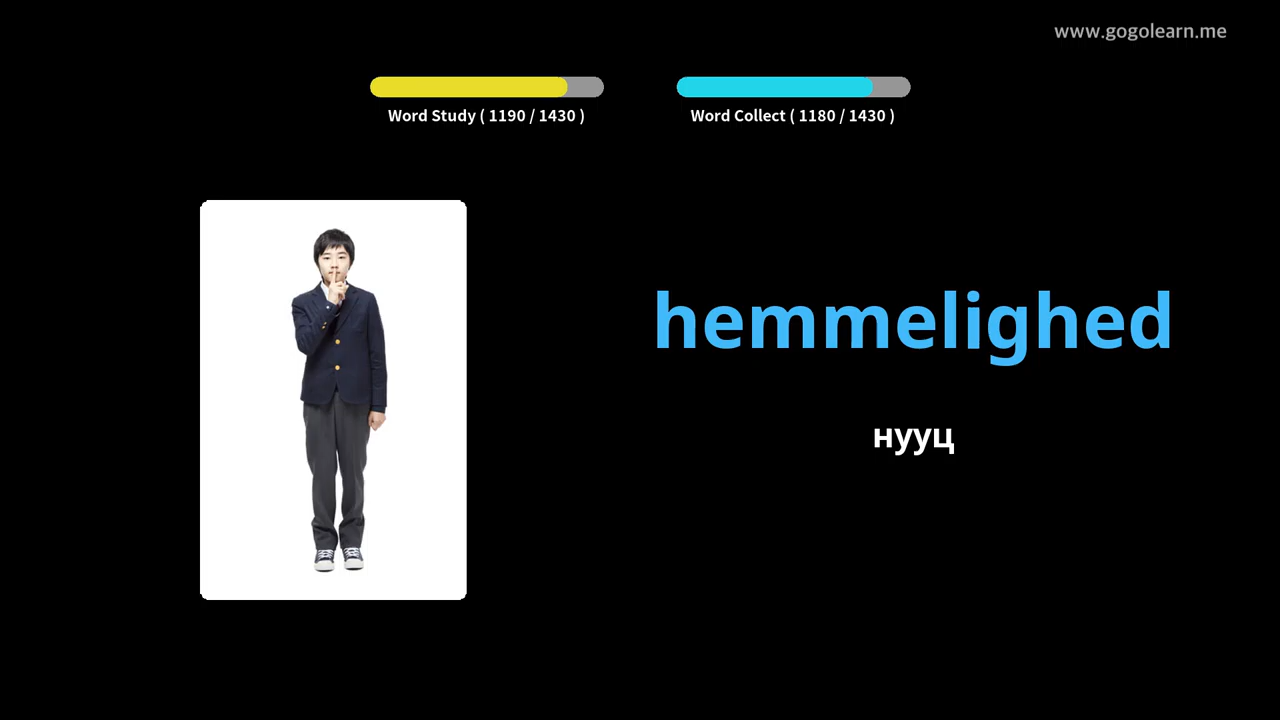 www.gogolearn.me
Word Study ( 1190 / 1430 )
Word Collect ( 1180 / 1430 )
hemmelighed
нууц